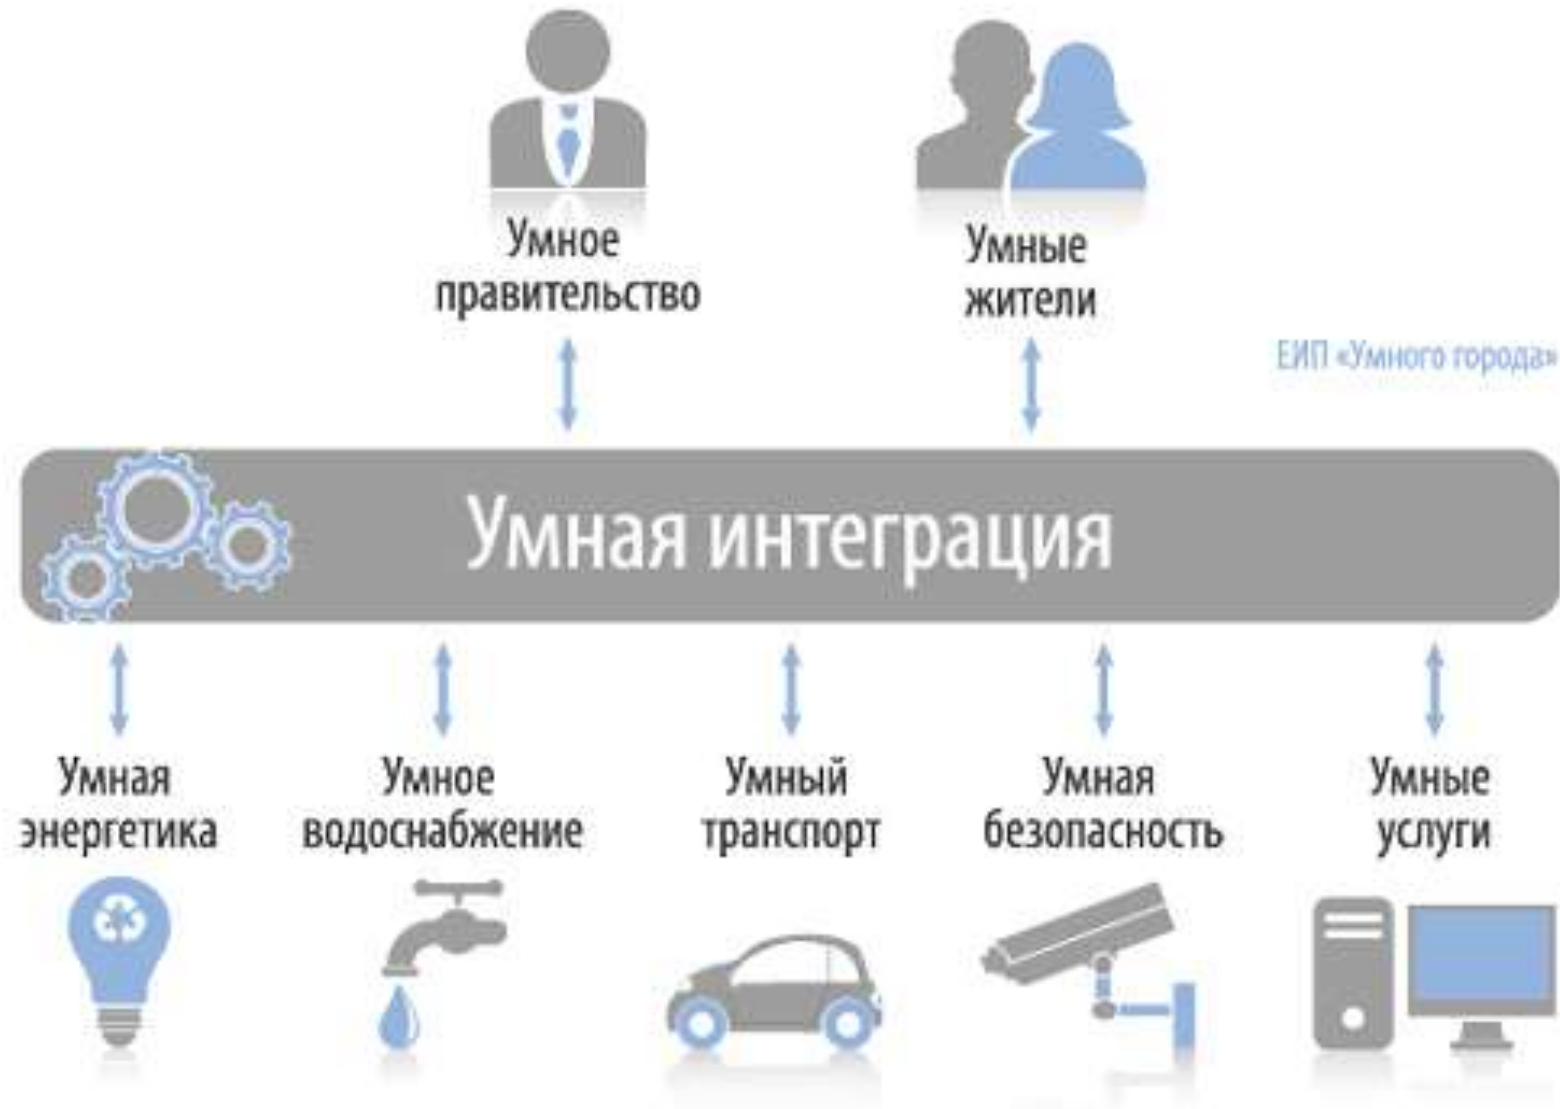 Умное
правительство
Умные
жители
ЕИП «Умного города»
Умная интеграция
Умная
энергетика
Умное
водоснабжение
Умный
транспорт
Умная
безопасность
Умные
услуги